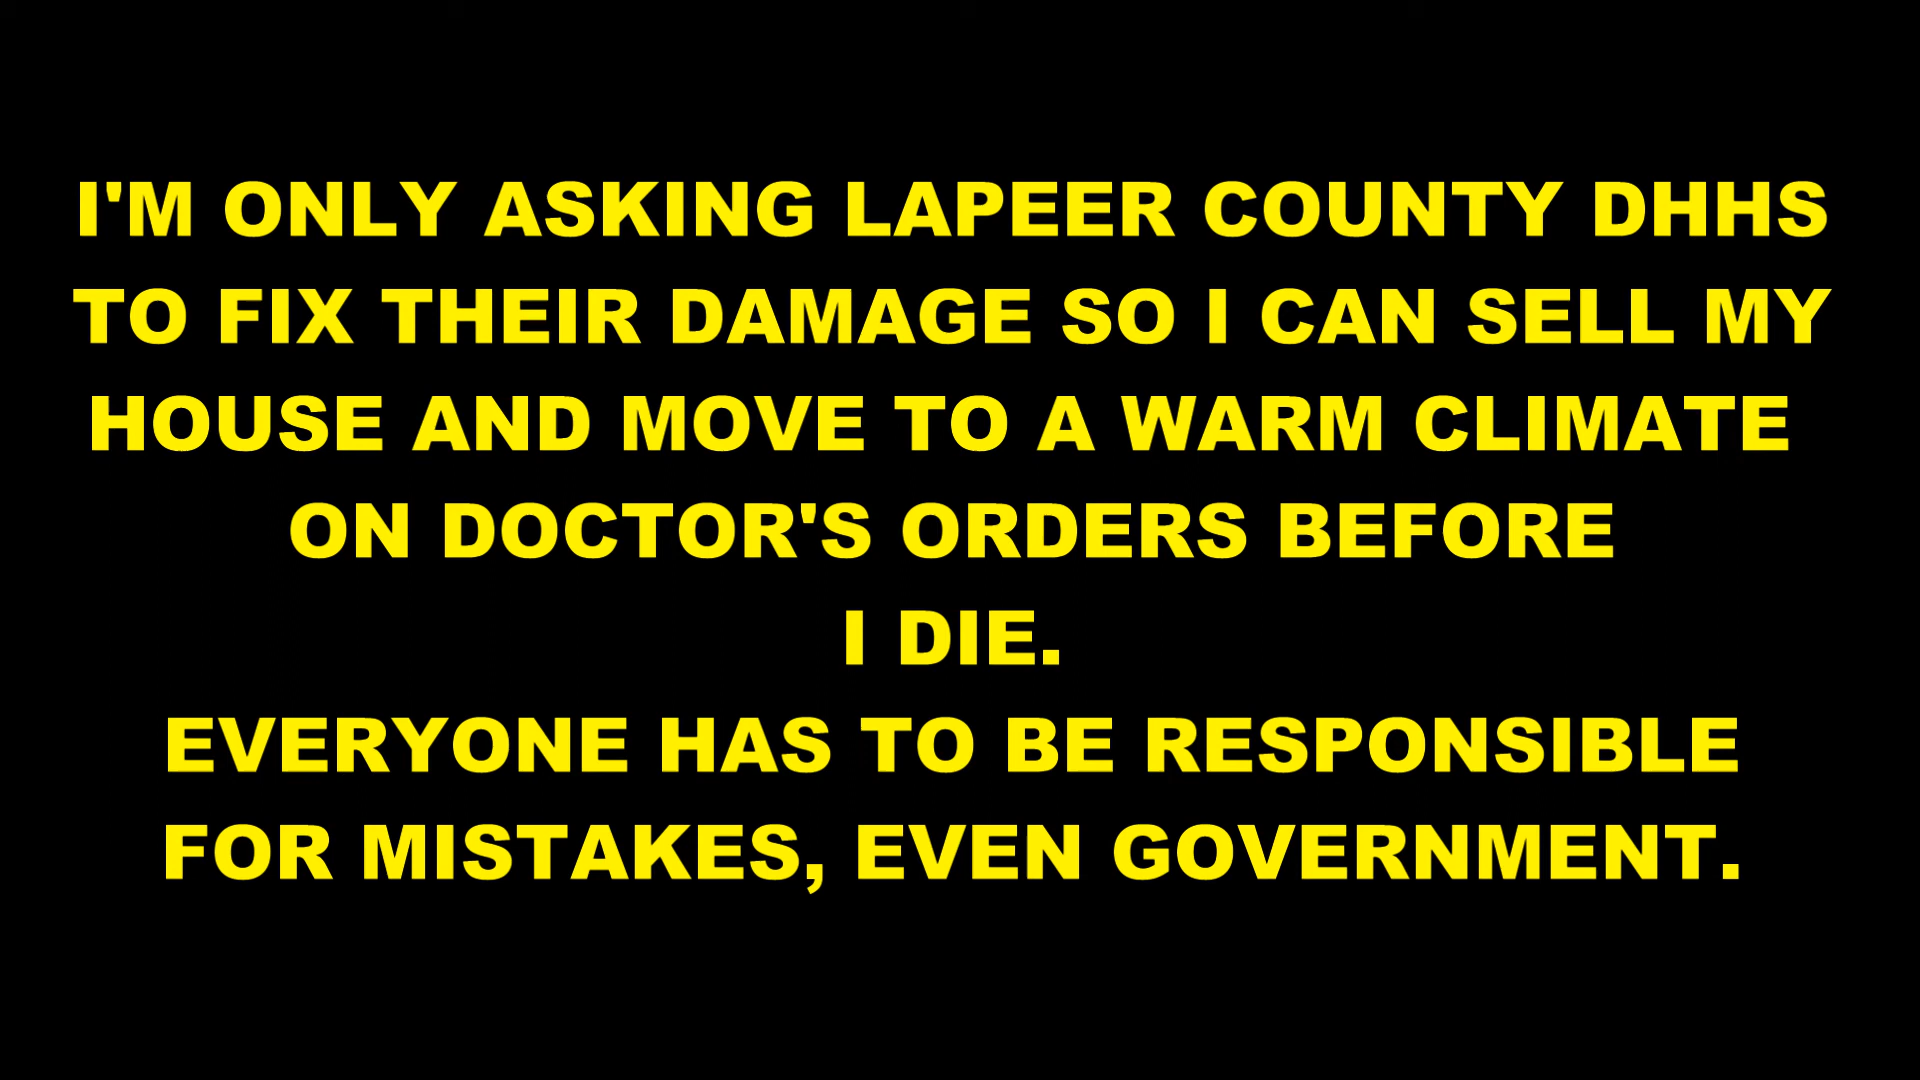 I'M ONLY ASKING LAPEER COUNTY DHHS
TO FIX THEIR DAMAGE SO I CAN SELL MY
HOUSE AND MOVE TO A WARM CLIMATE
ON DOCTOR'S ORDERS BEFORE
I DIE.
EVERYONE HAS TO BE RESPONSIBLE
FOR MISTAKES, EVEN GOVERNMENT.